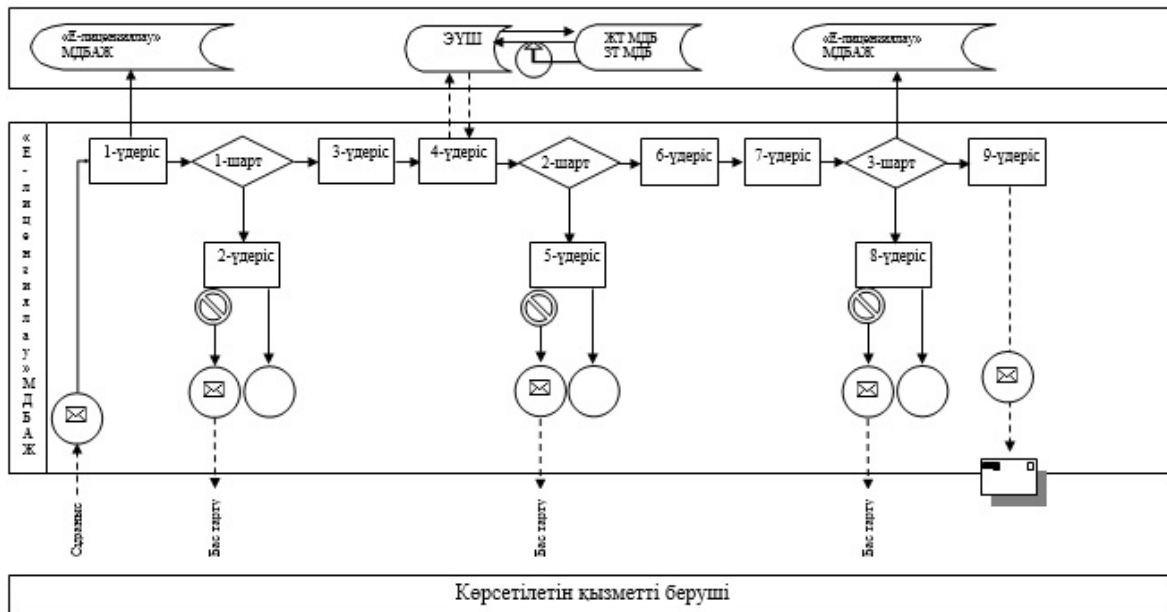 «Е-лицензиялау»
МДБАЖ
ЭҮШ
ЖТ МДБ
ЗТ МДБ
«Е-лицензиялау»
МДБАЖ
«Е-лицензиялау» МДБАЖ
1-үдеріс
1-шарт
3-үдеріс
4-үдеріс
2-шарт
6-үдеріс
7-үдеріс
3-шарт
9-үдеріс
2-үдеріс
5-үдеріс
8-үдеріс
Сұраныс
Бас тарту
Бас тарту
Бас тарту
Көрсетілетін қызметті беруші